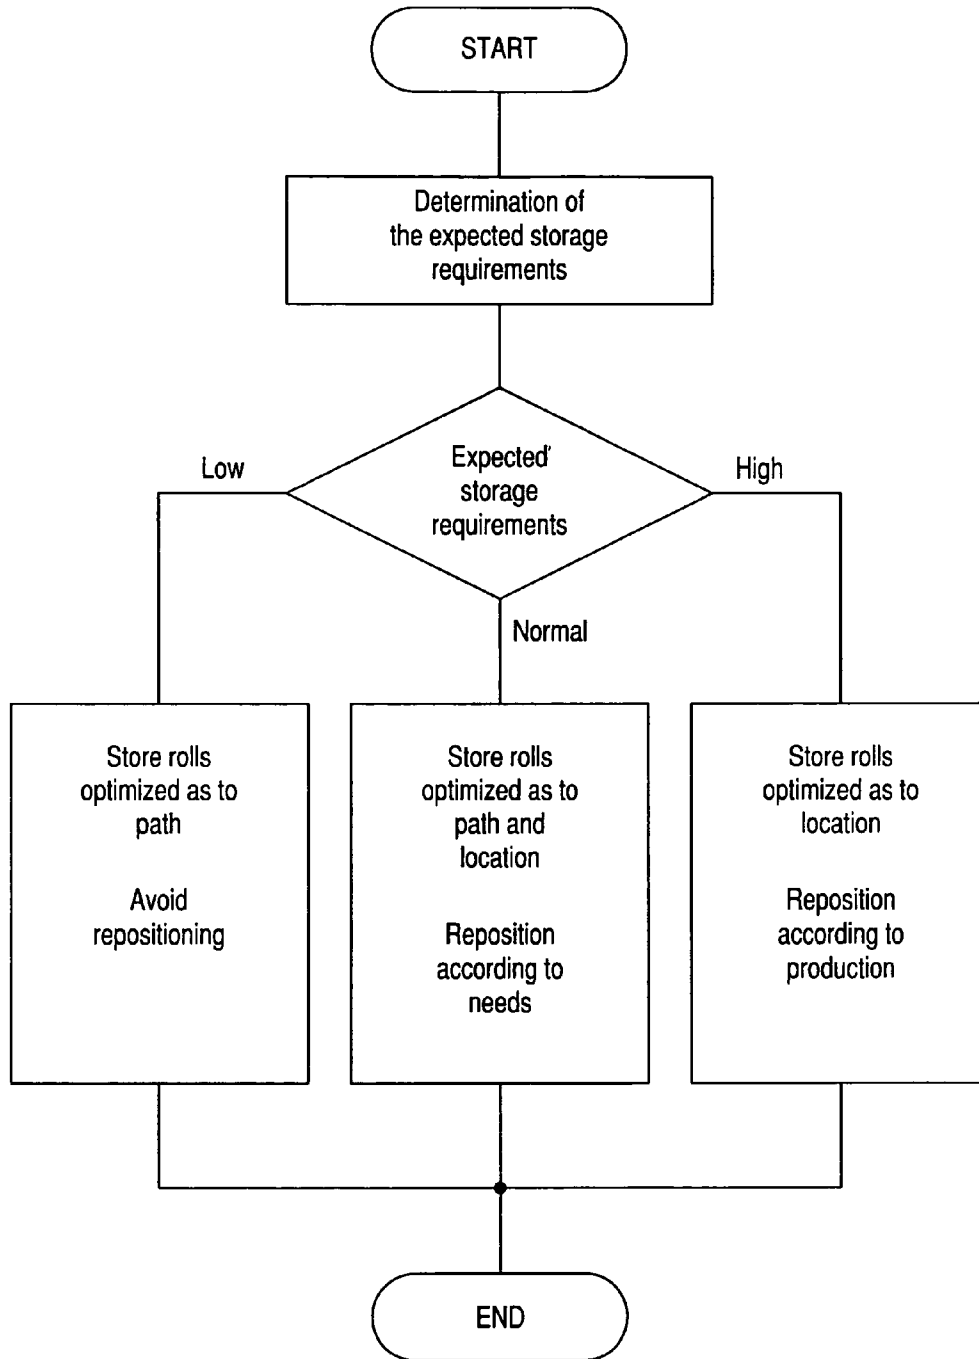 START
Determination of
the expected storage
requirements
Expected
storage
requirements
Low
High
Normal
Store rolls
optimized as to
path
Avoid
repositioning
Store rolls
optimized as to
path and
location
Reposition
according to
needs
Store rolls
optimized as to
location
Reposition
according to
production
END